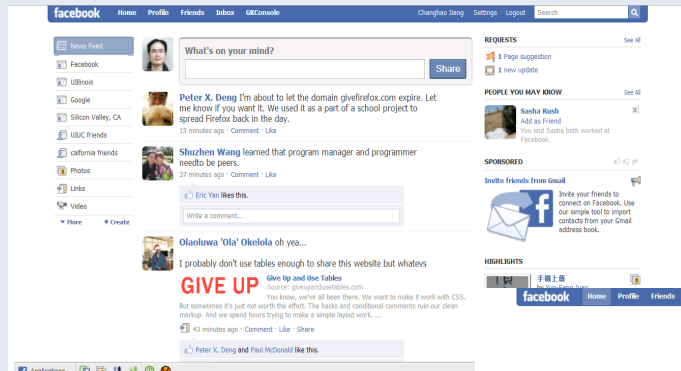 facebook Home Profile Friends Inbox GKConsole Changhao Jiang Settings Logout Search
News Feed
Facebook
UIllinois
Google
Silicon Valley, CA
UIUC friends
calfornia friends
Photos
Links
Video
More Create
What's on your mind?
Share
Peter X. Deng I'm about to let the domain givefirefox.com expire. Let
me know if you want it. We used it as a part of a school project to
spread Firefox back in the day.
15 minutes ago · Comment · Like
Shuzhen Wang learned that program manager and programmer
needto be peers.
37 minutes ago · Comment · Like
Eric Yan likes this.
Write a comment...
Olaoluwa 'Ola' Okelola oh yea...
I probably don't use tables enough to share this website but whatevs
GIVE UP
Give Up and Use Tables
Source: giveupandusetables.com
You know, we've all been there. We want to make it work with CSS.
But sometimes it's just not worth the effort. The hacks and conditional comments ruin our clean
markup. And we spend hours trying to make a simple layout work. ...
43 minutes ago · Comment · Like · Share
Peter X. Deng and Paul McDonald like this.
REQUESTS See All
1 Page suggestion
1 new update
PEOPLE YOU MAY KNOW See All
Sasha Rush X
Add as Friend
You and Sasha both worked at
Facebook.
SPONSORED
Invite friends from Gmail
Invite your friends to
connect on Facebook. Use
our simple tool to import
contacts from your Gmail
address book.
HIGHLIGHTS
手機上傳
by Yun-Fang Juan
facebook Home Profile Friends
Applications